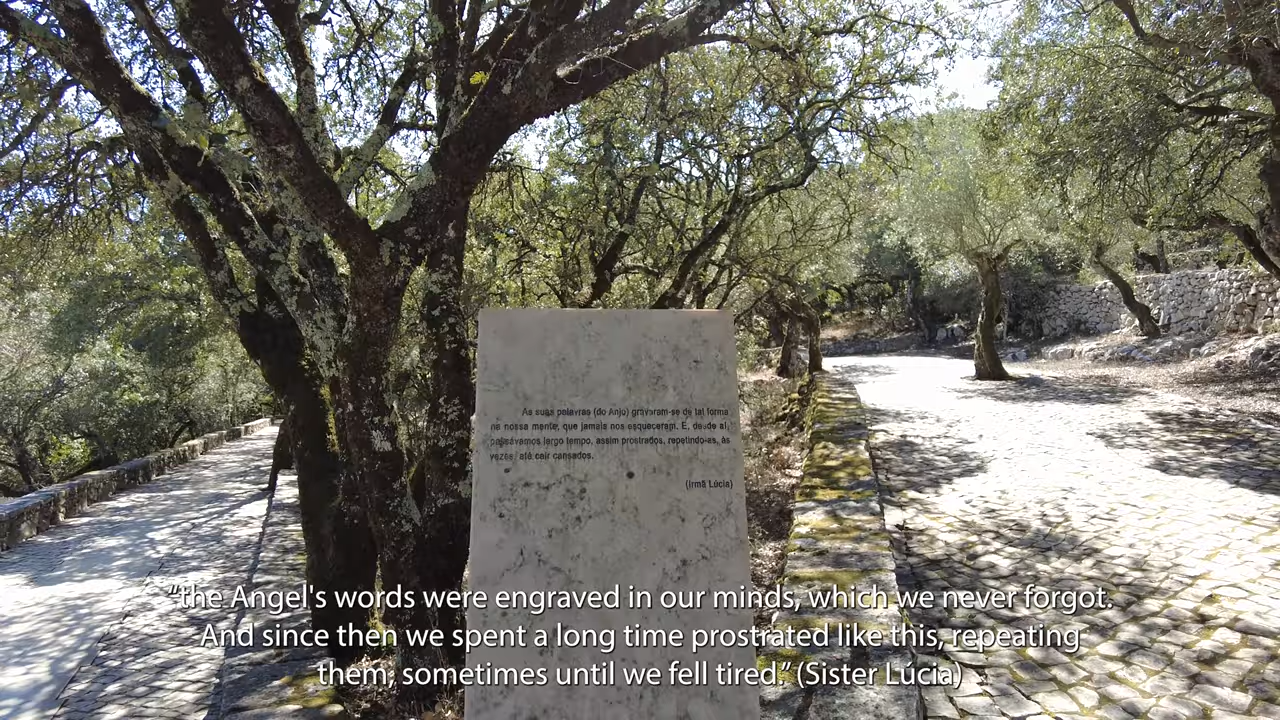 As suas palavras (do Anjo) gravaram-se de tal forma
na nossa mente, que jamais nos esqueceram. E, desde aí,
passávamos largo tempo, assim prostrados, repetindo-as, às
vezes, até cair cansados.
(Irmã Lúcia)
“the Angel's words were engraved in our minds, which we never forgot.
And since then we spent a long time prostrated like this, repeating
them, sometimes until we fell tired.” (Sister Lúcia)